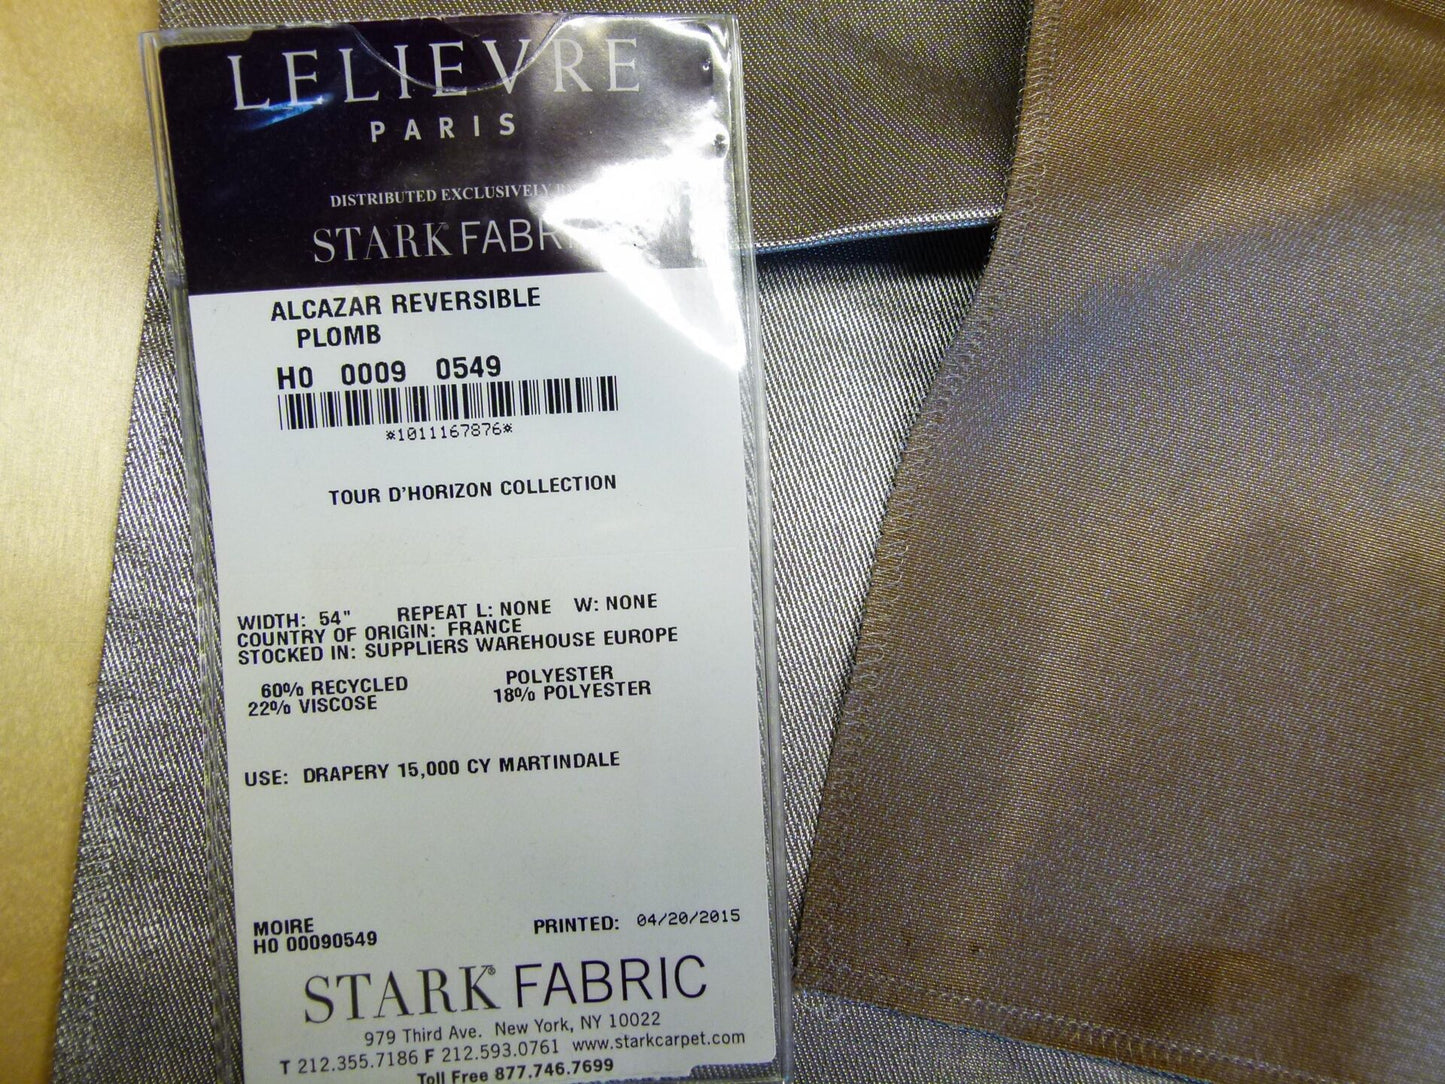 LELIEVRE
PARIS
DISTRIBUTED EXCLUSIVELY
STARK FABRI
ALCAZAR REVERSIBLE
PLOMB
H0 0009 0549
*1011167876*
TOUR D'HORIZON COLLECTION
WIDTH: 54" REPEAT L: NONE W: NONE
COUNTRY OF ORIGIN: FRANCE
STOCKED IN: SUPPLIERS WAREHOUSE EUROPE
60% RECYCLED POLYESTER
22% VISCOSE 18% POLYESTER
USE: DRAPERY 15,000 CY MARTINDALE
MOIRE PRINTED: 04/20/2015
H0 00090549
STARK® FABRIC
979 Third Ave. New York, NY 10022
T 212.355.7186 F 212.593.0761 www.starkcarpet.com
Toll Free 877.746.7699